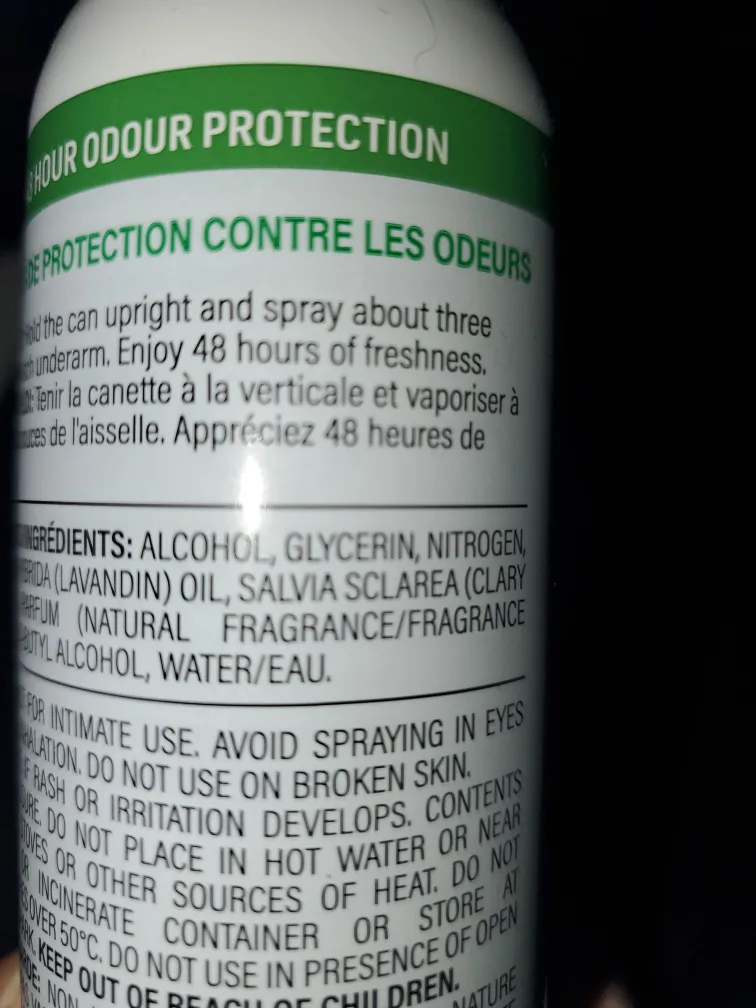 HOUR ODOUR PROTECTION
DE PROTECTION CONTRE LES ODEURS
the can upright and spray about three
underarm. Enjoy 48 hours of freshness.
Tenir la canette à la verticale et vaporiser à
de l'aisselle. Appréciez 48 heures de
INGRÉDIENTS: ALCOHOL, GLYCERIN, NITROGEN,
(LAVANDIN) OIL, SALVIA SCLAREA (CLARY
PARFUM (NATURAL FRAGRANCE/FRAGRANCE
BUTYL ALCOHOL, WATER/EAU.
FOR INTIMATE USE. AVOID SPRAYING IN EYES
DO NOT USE ON BROKEN SKIN.
IF RASH OR IRRITATION DEVELOPS. CONTENTS
DO NOT PLACE IN HOT WATER OR NEAR
OR OTHER SOURCES OF HEAT. DO NOT
INCINERATE CONTAINER OR STORE AT
OVER 50°C. DO NOT USE IN PRESENCE OF OPEN
KEEP OUT OF REACH OF CHILDREN.
NATURE